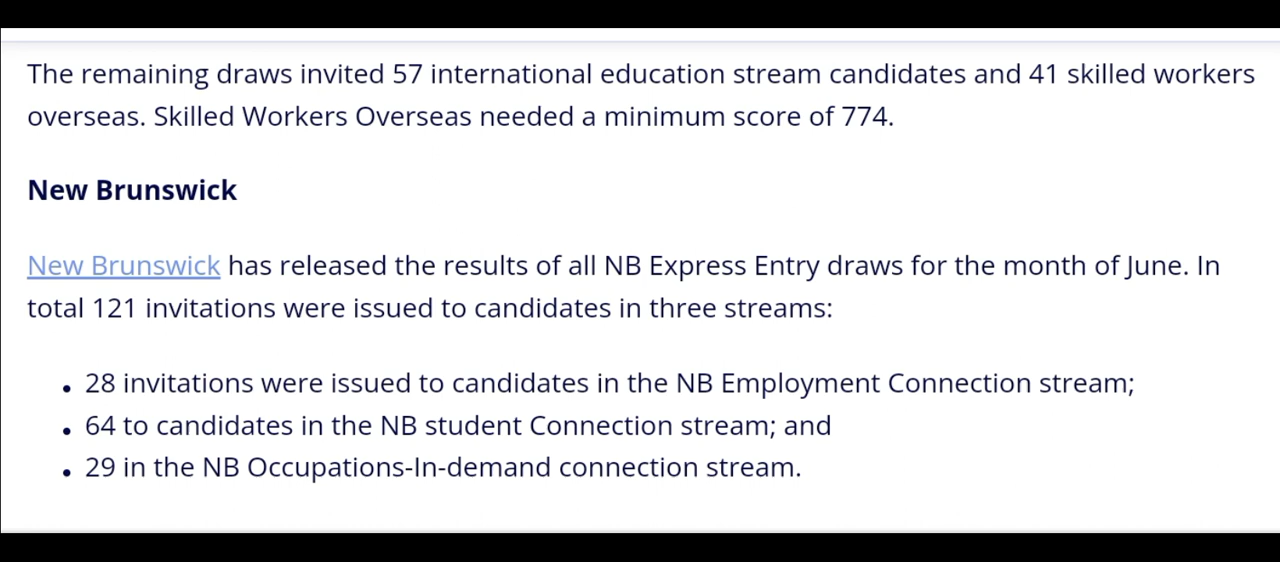 The remaining draws invited 57 international education stream candidates and 41 skilled workers
overseas. Skilled Workers Overseas needed a minimum score of 774.
New Brunswick
New Brunswick has released the results of all NB Express Entry draws for the month of June. In
total 121 invitations were issued to candidates in three streams:
• 28 invitations were issued to candidates in the NB Employment Connection stream;
• 64 to candidates in the NB student Connection stream; and
• 29 in the NB Occupations-In-demand connection stream.